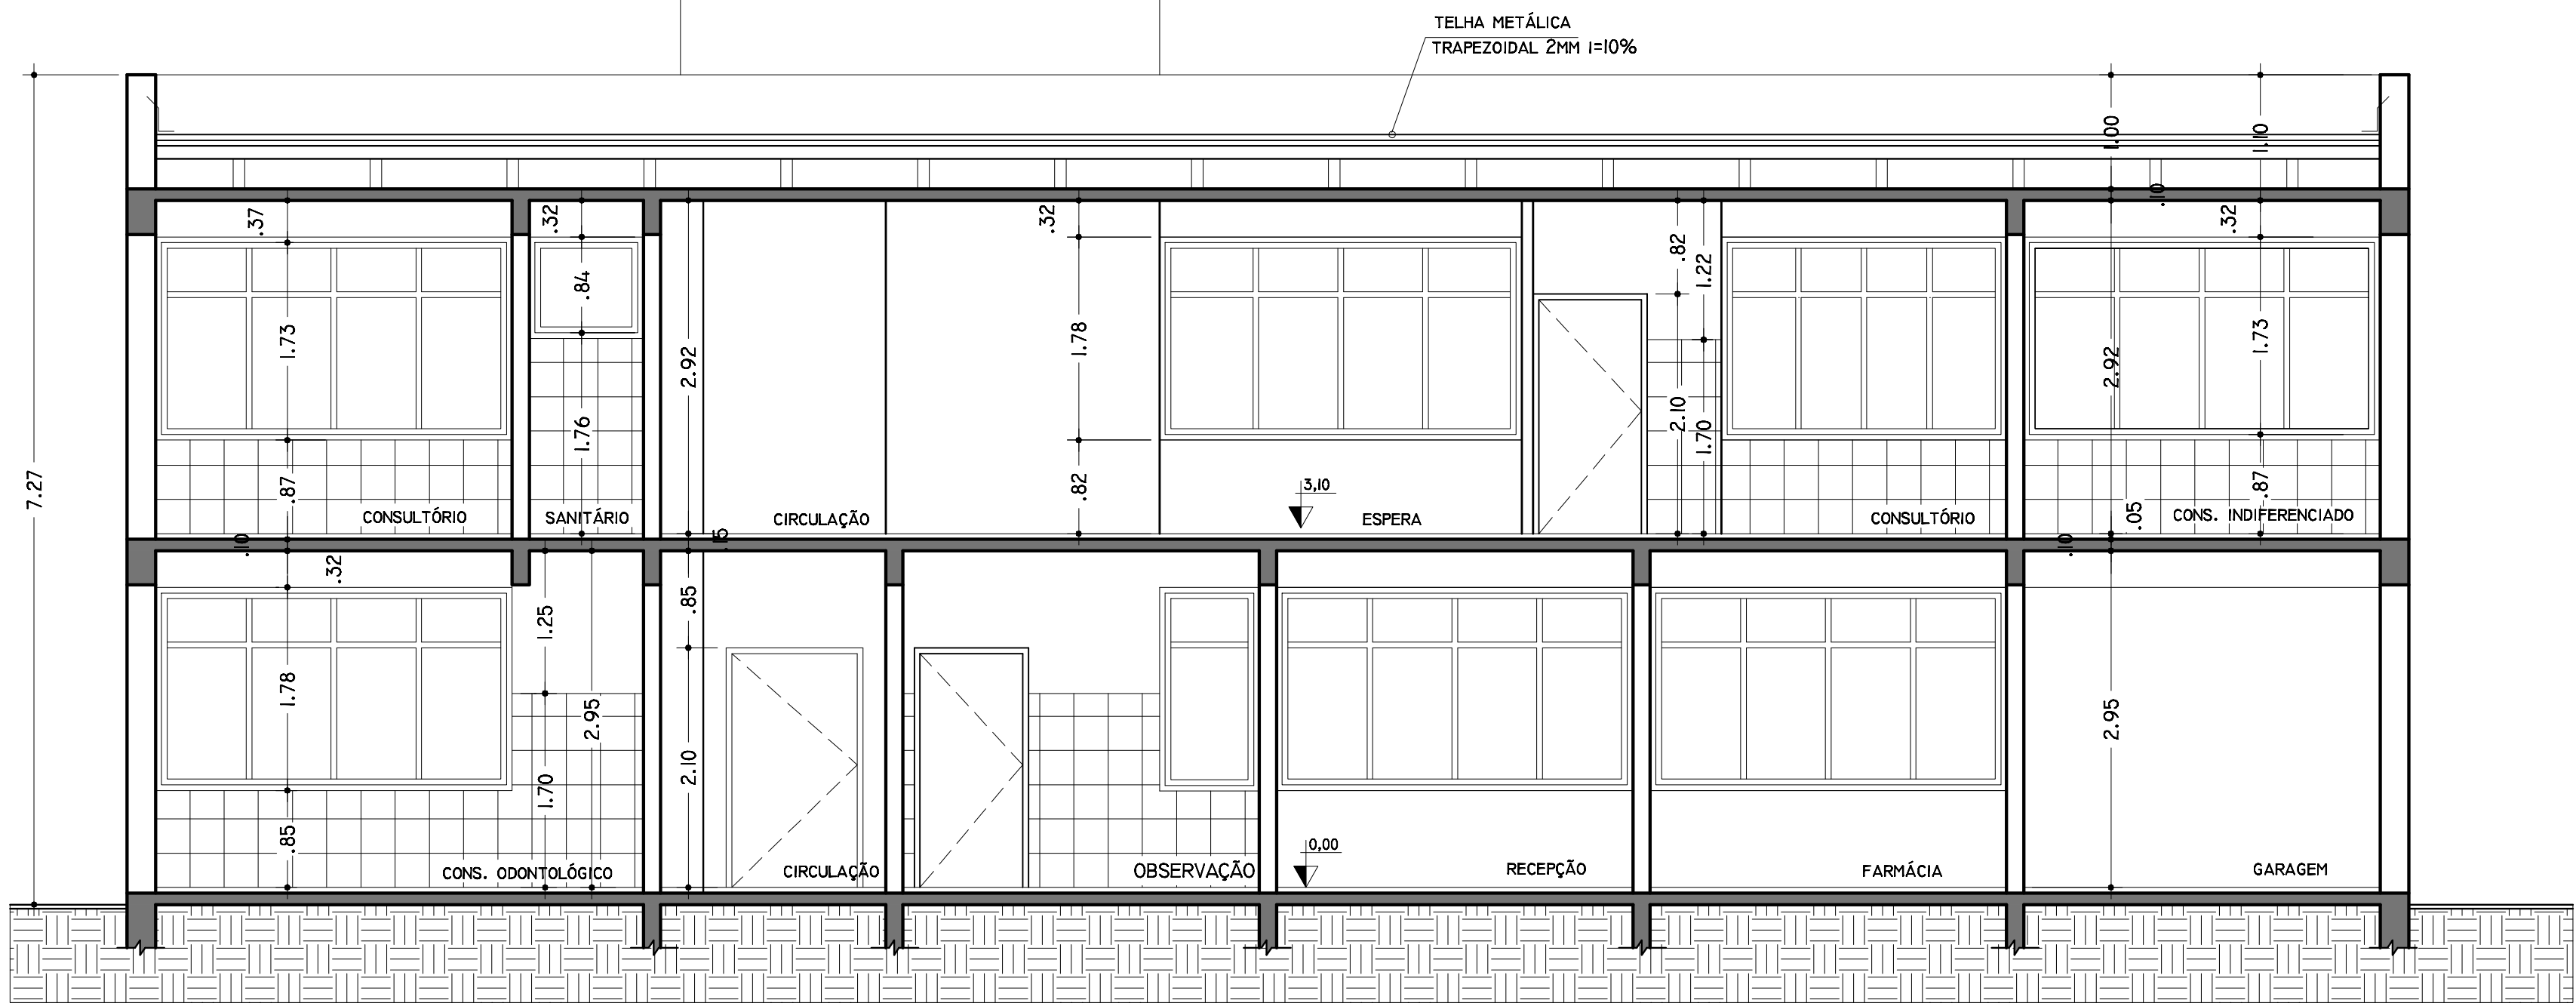 TELHA METÁLICA
TRAPEZOIDAL 2MM i=10%
7.27
1.00
1.10
.10
.37
.32
.32
.82
1.22
.32
1.73
.84
2.92
1.78
2.92
1.73
1.76
2.10
1.70
.87
.82
3,10
.05
.87
CONSULTÓRIO
SANITÁRIO
CIRCULAÇÃO
ESPERA
CONSULTÓRIO
CONS. INDIFERENCIADO
.10
.15
.10
.32
1.25
.85
1.78
2.95
2.95
1.70
2.10
.85
0,00
CONS. ODONTOLÓGICO
CIRCULAÇÃO
OBSERVAÇÃO
RECEPÇÃO
FARMÁCIA
GARAGEM